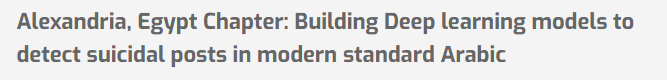 Alexandria, Egypt Chapter: Building Deep learning models to
detect suicidal posts in modern standard Arabic